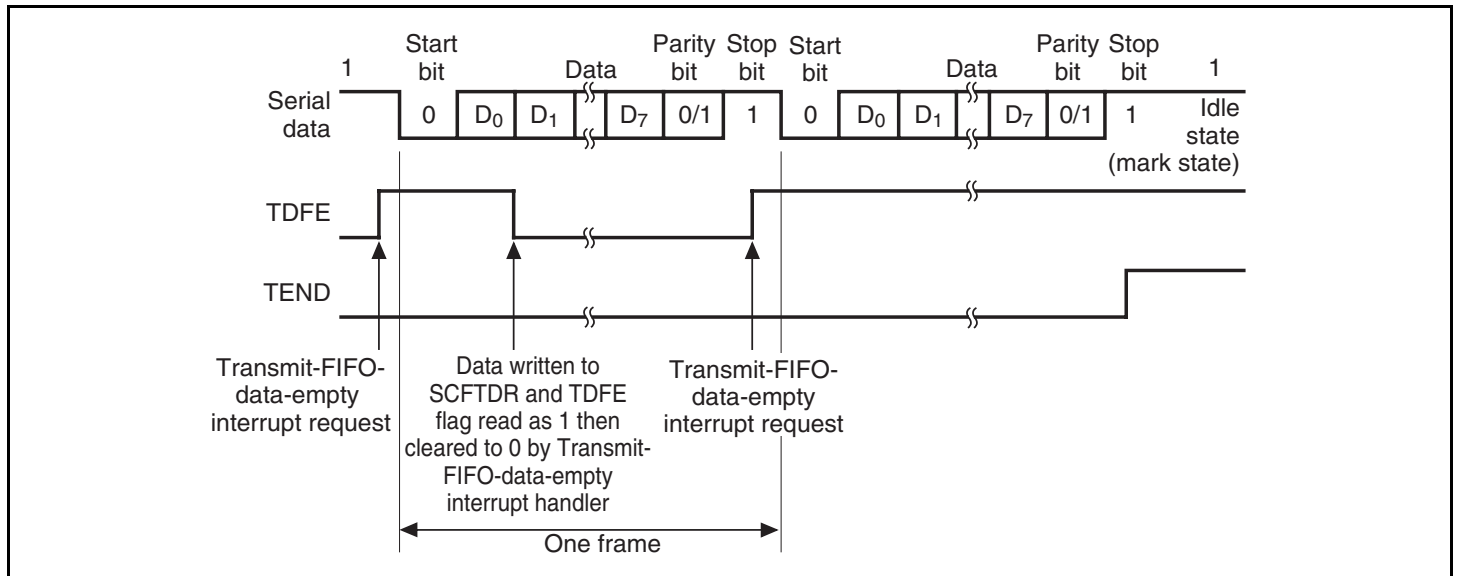 Start bit
Data
Parity bit
Stop bit
Start bit
Data
Parity bit
Stop bit
1
1
Serial data
0
D0
D1
D7
0/1
1
0
D0
D1
D7
0/1
1
Idle state (mark state)
TDFE
TEND
Transmit-FIFO-
data-empty
interrupt request
Data written to
SCFTDR and TDFE
flag read as 1 then
cleared to 0 by Transmit-
FIFO-data-empty
interrupt handler
Transmit-FIFO-
data-empty
interrupt request
One frame